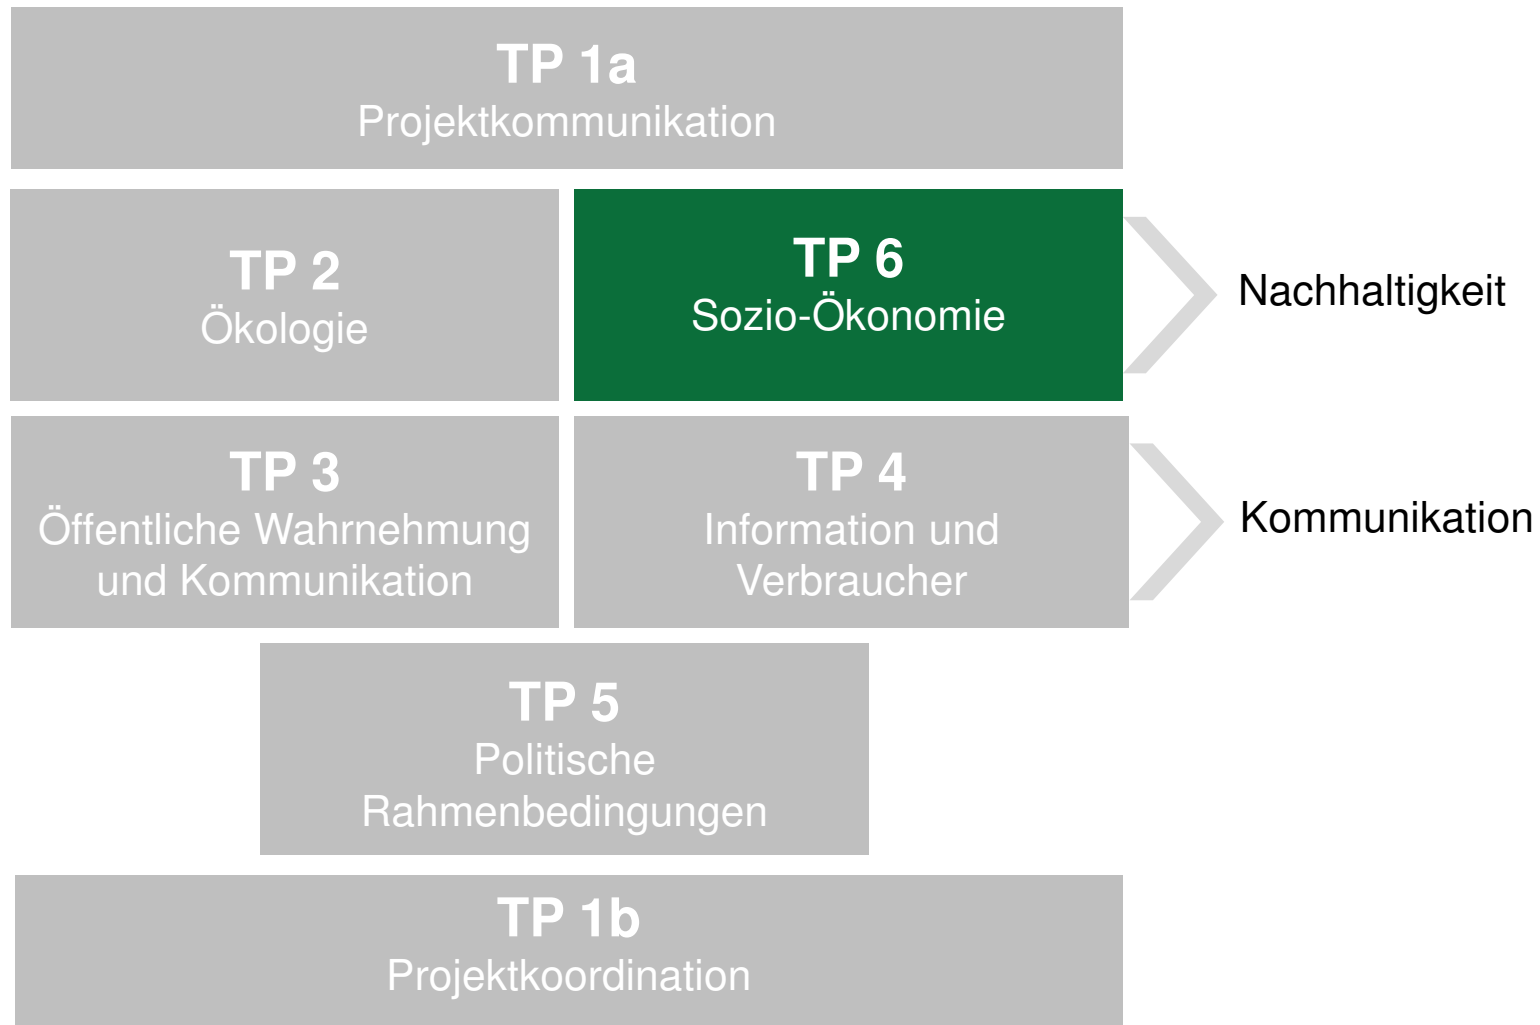 TP 1a
Projektkommunikation
TP 2
Ökologie
TP 6
Sozio-Ökonomie
Nachhaltigkeit
TP 3
Öffentliche Wahrnehmung
und Kommunikation
TP 4
Information und
Verbraucher
Kommunikation
TP 5
Politische
Rahmenbedingungen
TP 1b
Projektkoordination